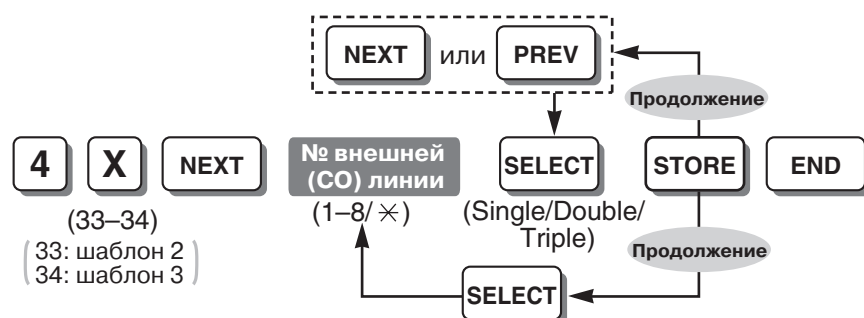 NEXT или PREV
Продолжение
4 X NEXT № внешней (CO) линии SELECT STORE END
(33–34) (1–8/✳) (Single/Double/Triple)
33: шаблон 2
34: шаблон 3
Продолжение
SELECT